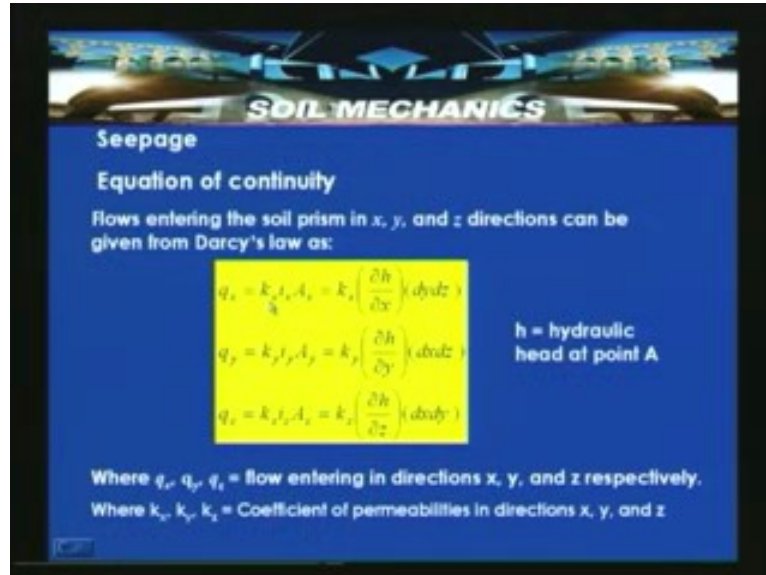 SOIL MECHANICS
Seepage
Equation of continuity
Flows entering the soil prism in x, y, and z directions can be
given from Darcy's law as:
q_x = k_x i_x A_x = k_x (∂h/∂x)(dydz)
q_y = k_y i_y A_y = k_y (∂h/∂y)(dxdz)
q_z = k_z i_z A_z = k_z (∂h/∂z)(dxdy)
h = hydraulic
head at point A
Where q_x, q_y, q_z = flow entering in directions x, y, and z respectively.
Where k_x, k_y, k_z = Coefficient of permeabilities in directions x, y, and z